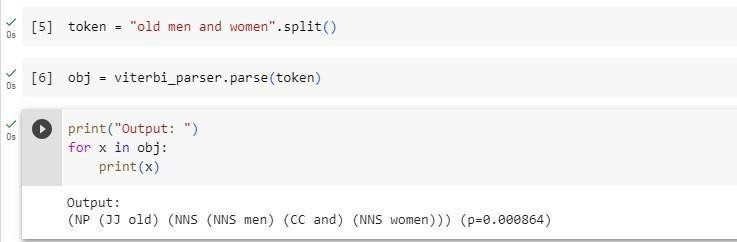 [5] token = "old men and women".split()
0s
[6] obj = viterbi_parser.parse(token)
0s
print("Output: ")
0s
for x in obj:
    print(x)
Output:
(NP (JJ old) (NNS (NNS men) (CC and) (NNS women))) (p=0.000864)